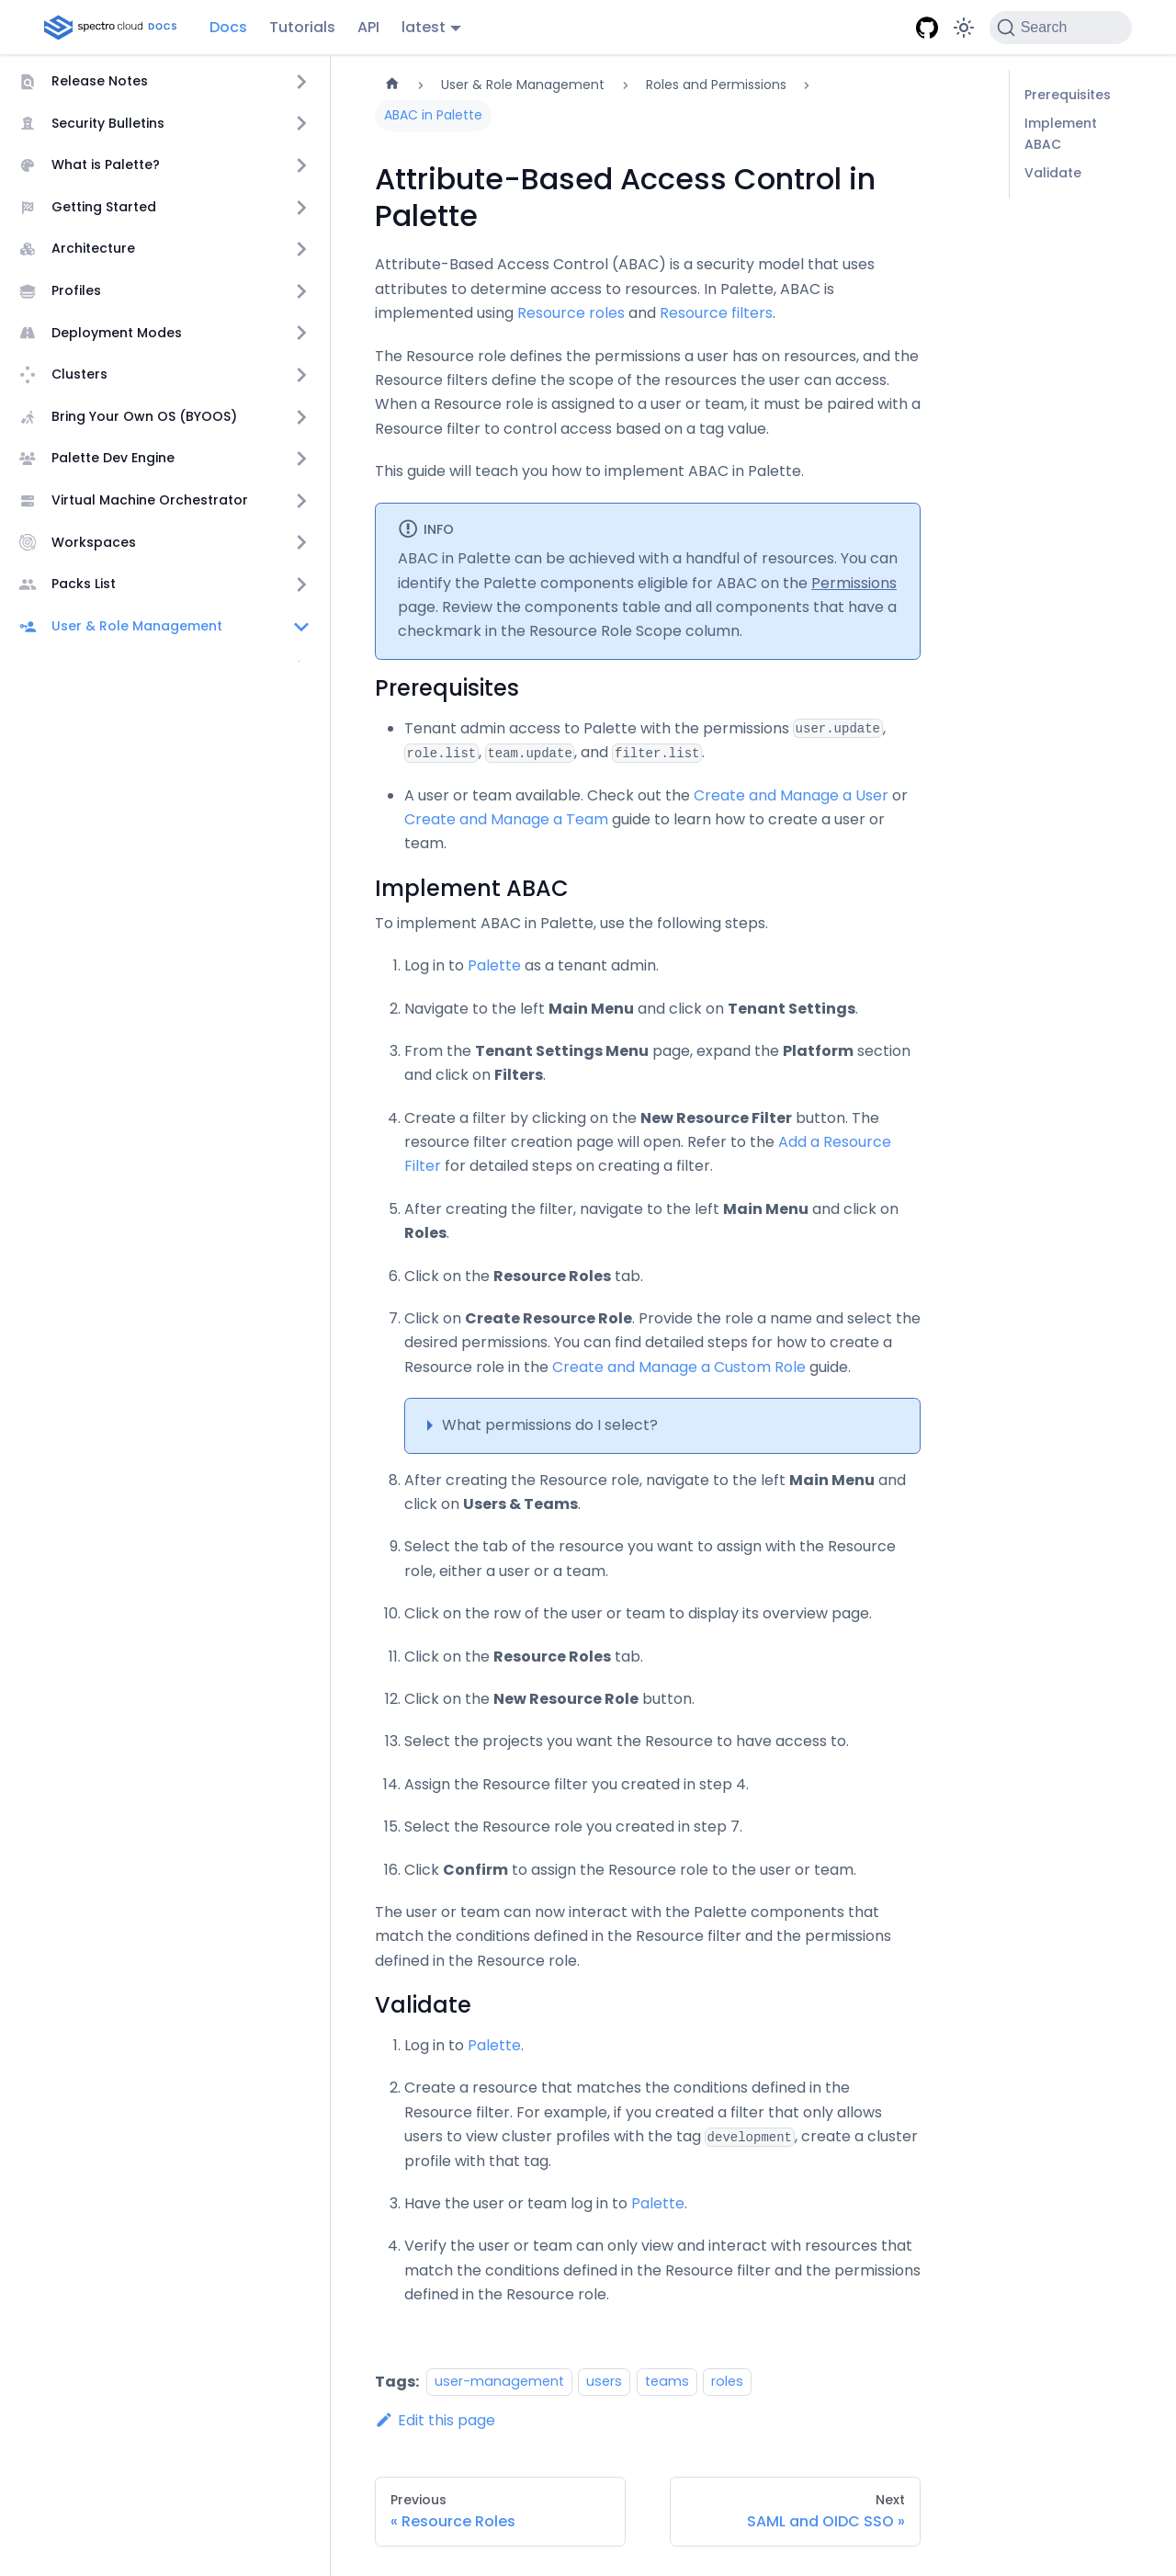 spectro cloud DOCS
Docs
Tutorials
API
latest
Search
Release Notes
Security Bulletins
What is Palette?
Getting Started
Architecture
Profiles
Deployment Modes
Clusters
Bring Your Own OS (BYOOS)
Palette Dev Engine
Virtual Machine Orchestrator
Workspaces
Packs List
User & Role Management
User & Role Management
Roles and Permissions
ABAC in Palette
Attribute-Based Access Control in
Palette
Attribute-Based Access Control (ABAC) is a security model that uses
attributes to determine access to resources. In Palette, ABAC is
implemented using Resource roles and Resource filters.
The Resource role defines the permissions a user has on resources, and the
Resource filters define the scope of the resources the user can access.
When a Resource role is assigned to a user or team, it must be paired with a
Resource filter to control access based on a tag value.
This guide will teach you how to implement ABAC in Palette.
INFO
ABAC in Palette can be achieved with a handful of resources. You can
identify the Palette components eligible for ABAC on the Permissions
page. Review the components table and all components that have a
checkmark in the Resource Role Scope column.
Prerequisites
Tenant admin access to Palette with the permissions user.update,
role.list, team.update, and filter.list.
A user or team available. Check out the Create and Manage a User or
Create and Manage a Team guide to learn how to create a user or
team.
Implement ABAC
To implement ABAC in Palette, use the following steps.
1. Log in to Palette as a tenant admin.
2. Navigate to the left Main Menu and click on Tenant Settings.
3. From the Tenant Settings Menu page, expand the Platform section
and click on Filters.
4. Create a filter by clicking on the New Resource Filter button. The
resource filter creation page will open. Refer to the Add a Resource
Filter for detailed steps on creating a filter.
5. After creating the filter, navigate to the left Main Menu and click on
Roles.
6. Click on the Resource Roles tab.
7. Click on Create Resource Role. Provide the role a name and select the
desired permissions. You can find detailed steps for how to create a
Resource role in the Create and Manage a Custom Role guide.
What permissions do I select?
8. After creating the Resource role, navigate to the left Main Menu and
click on Users & Teams.
9. Select the tab of the resource you want to assign with the Resource
role, either a user or a team.
10. Click on the row of the user or team to display its overview page.
11. Click on the Resource Roles tab.
12. Click on the New Resource Role button.
13. Select the projects you want the Resource to have access to.
14. Assign the Resource filter you created in step 4.
15. Select the Resource role you created in step 7.
16. Click Confirm to assign the Resource role to the user or team.
The user or team can now interact with the Palette components that
match the conditions defined in the Resource filter and the permissions
defined in the Resource role.
Validate
1. Log in to Palette.
2. Create a resource that matches the conditions defined in the
Resource filter. For example, if you created a filter that only allows
users to view cluster profiles with the tag development, create a cluster
profile with that tag.
3. Have the user or team log in to Palette.
4. Verify the user or team can only view and interact with resources that
match the conditions defined in the Resource filter and the permissions
defined in the Resource role.
Tags: user-management users teams roles
Edit this page
Previous
« Resource Roles
Next
SAML and OIDC SSO »
Prerequisites
Implement
ABAC
Validate